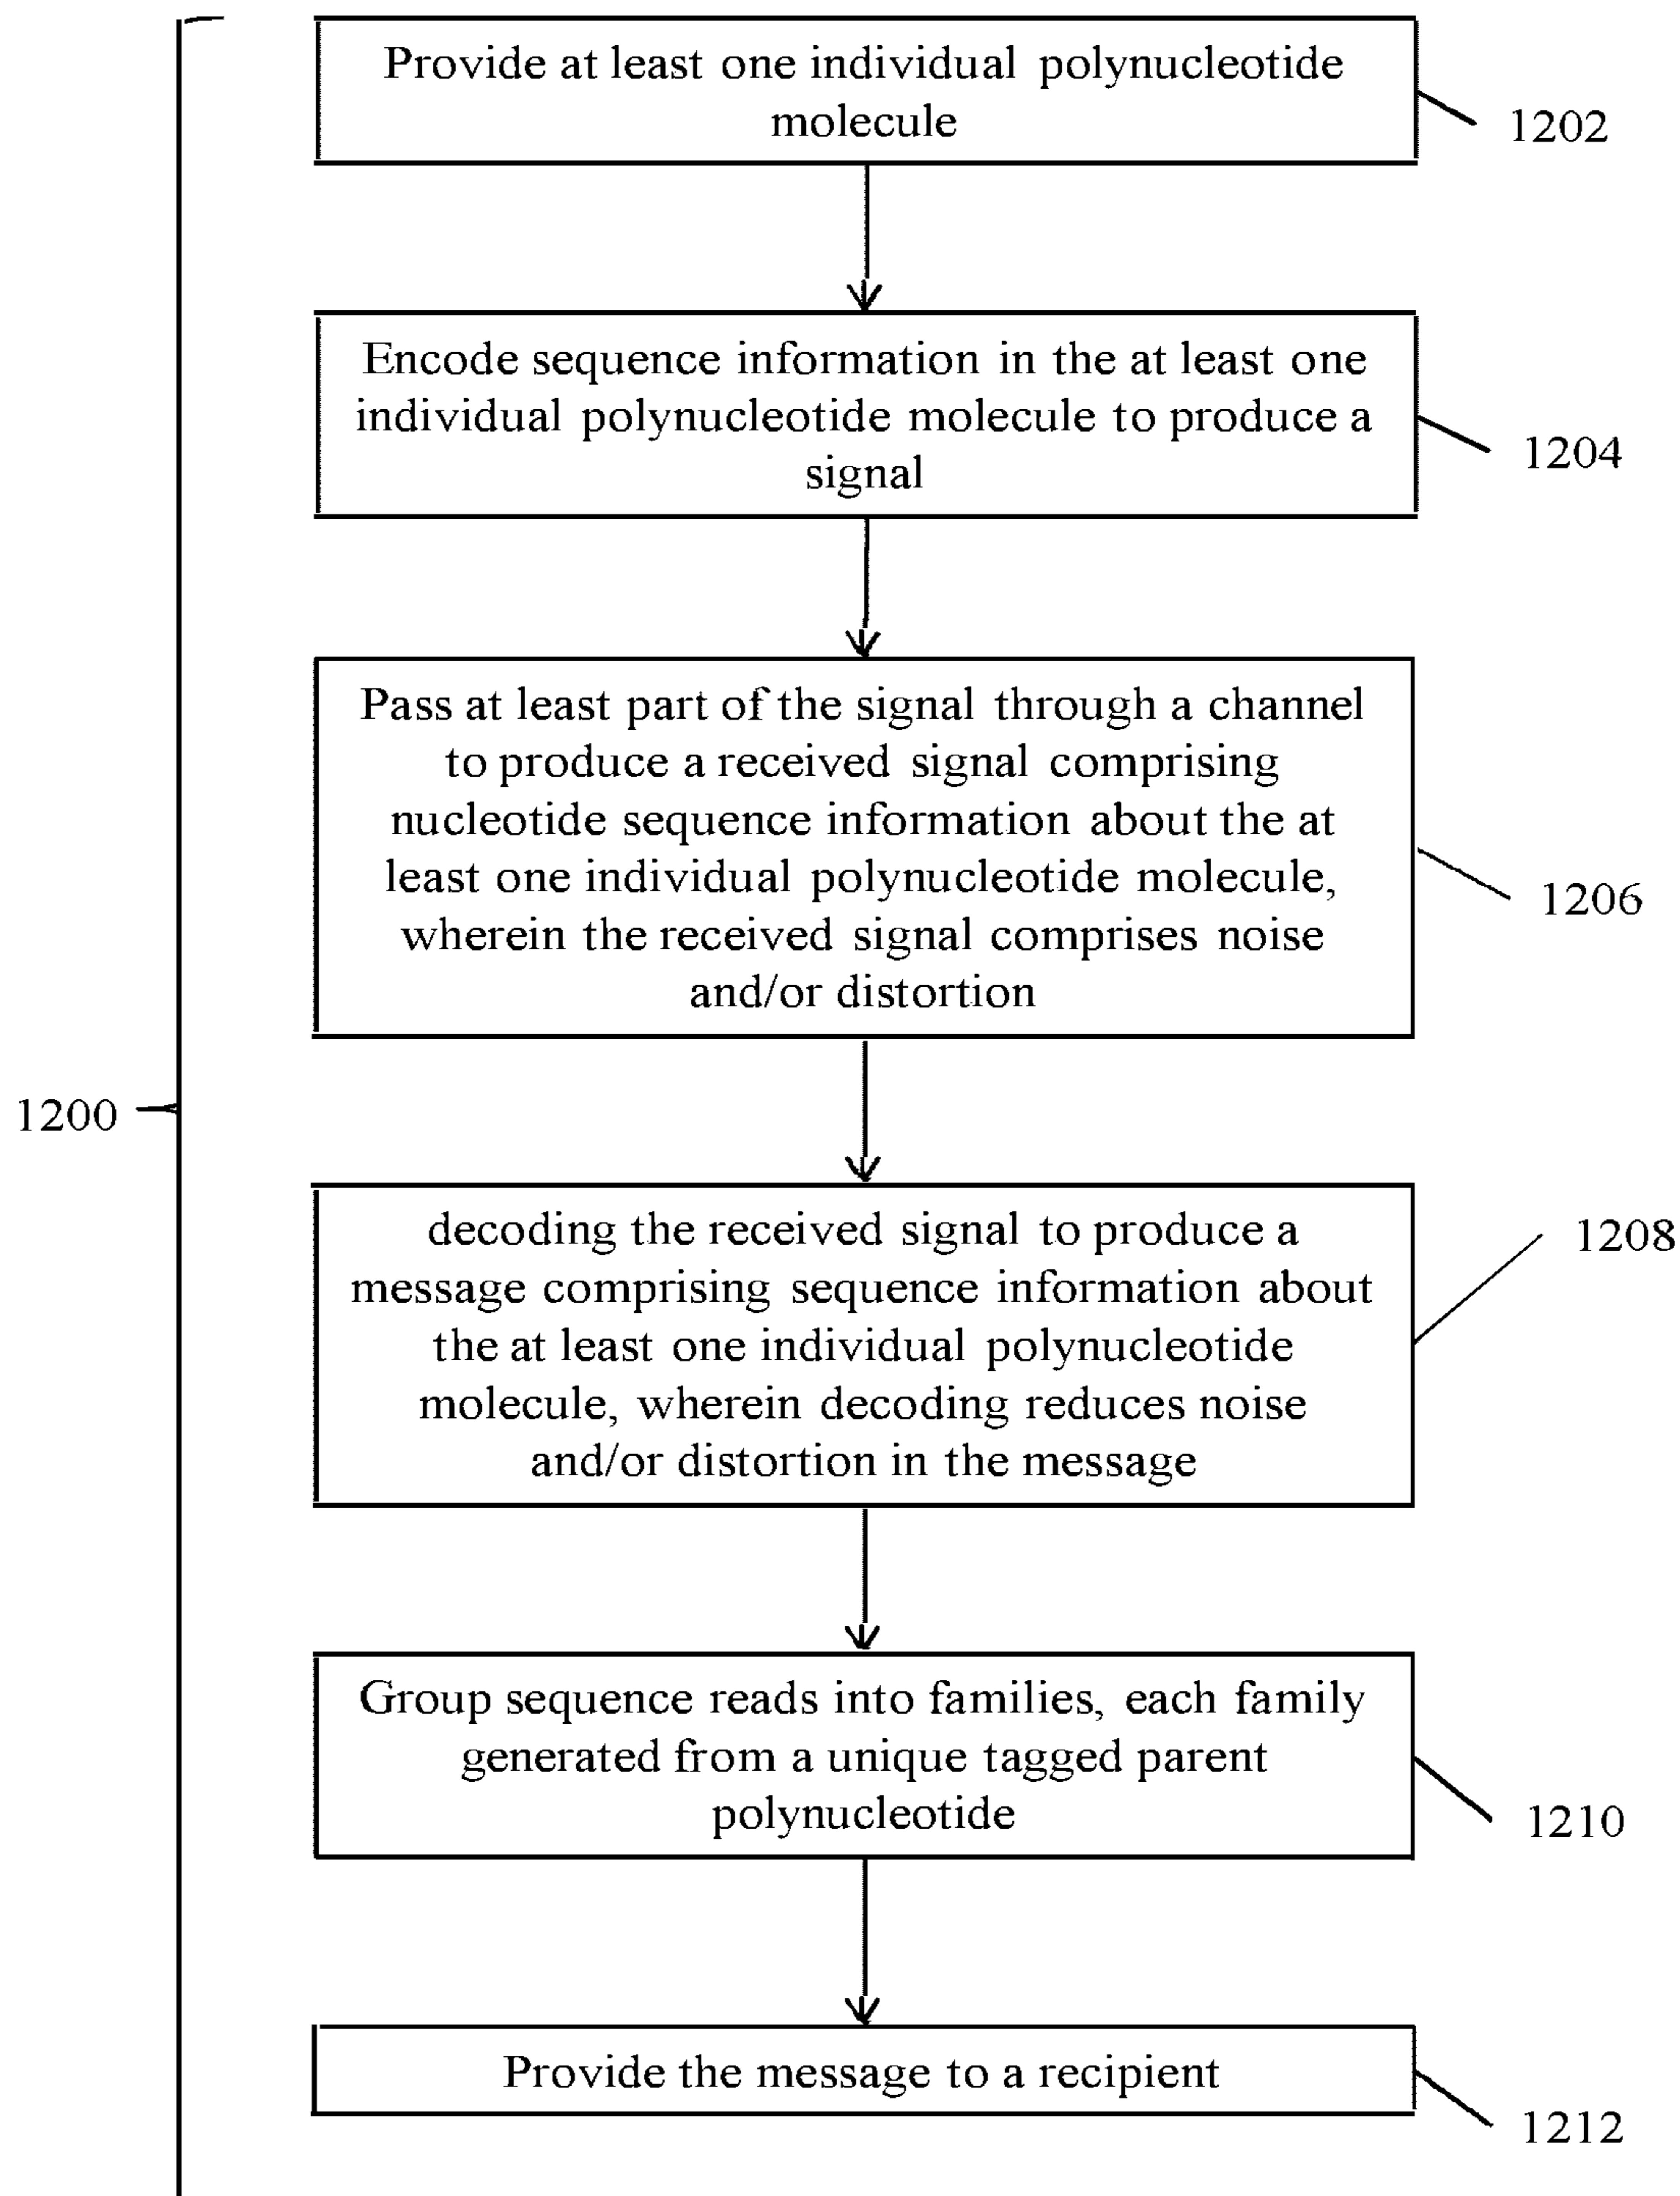 Provide at least one individual polynucleotide
molecule
1202
Encode sequence information in the at least one
individual polynucleotide molecule to produce a
signal
1204
Pass at least part of the signal through a channel
to produce a received signal comprising
nucleotide sequence information about the at
least one individual polynucleotide molecule,
wherein the received signal comprises noise
and/or distortion
1206
1200
decoding the received signal to produce a
message comprising sequence information about
the at least one individual polynucleotide
molecule, wherein decoding reduces noise
and/or distortion in the message
1208
Group sequence reads into families, each family
generated from a unique tagged parent
polynucleotide
1210
Provide the message to a recipient
1212